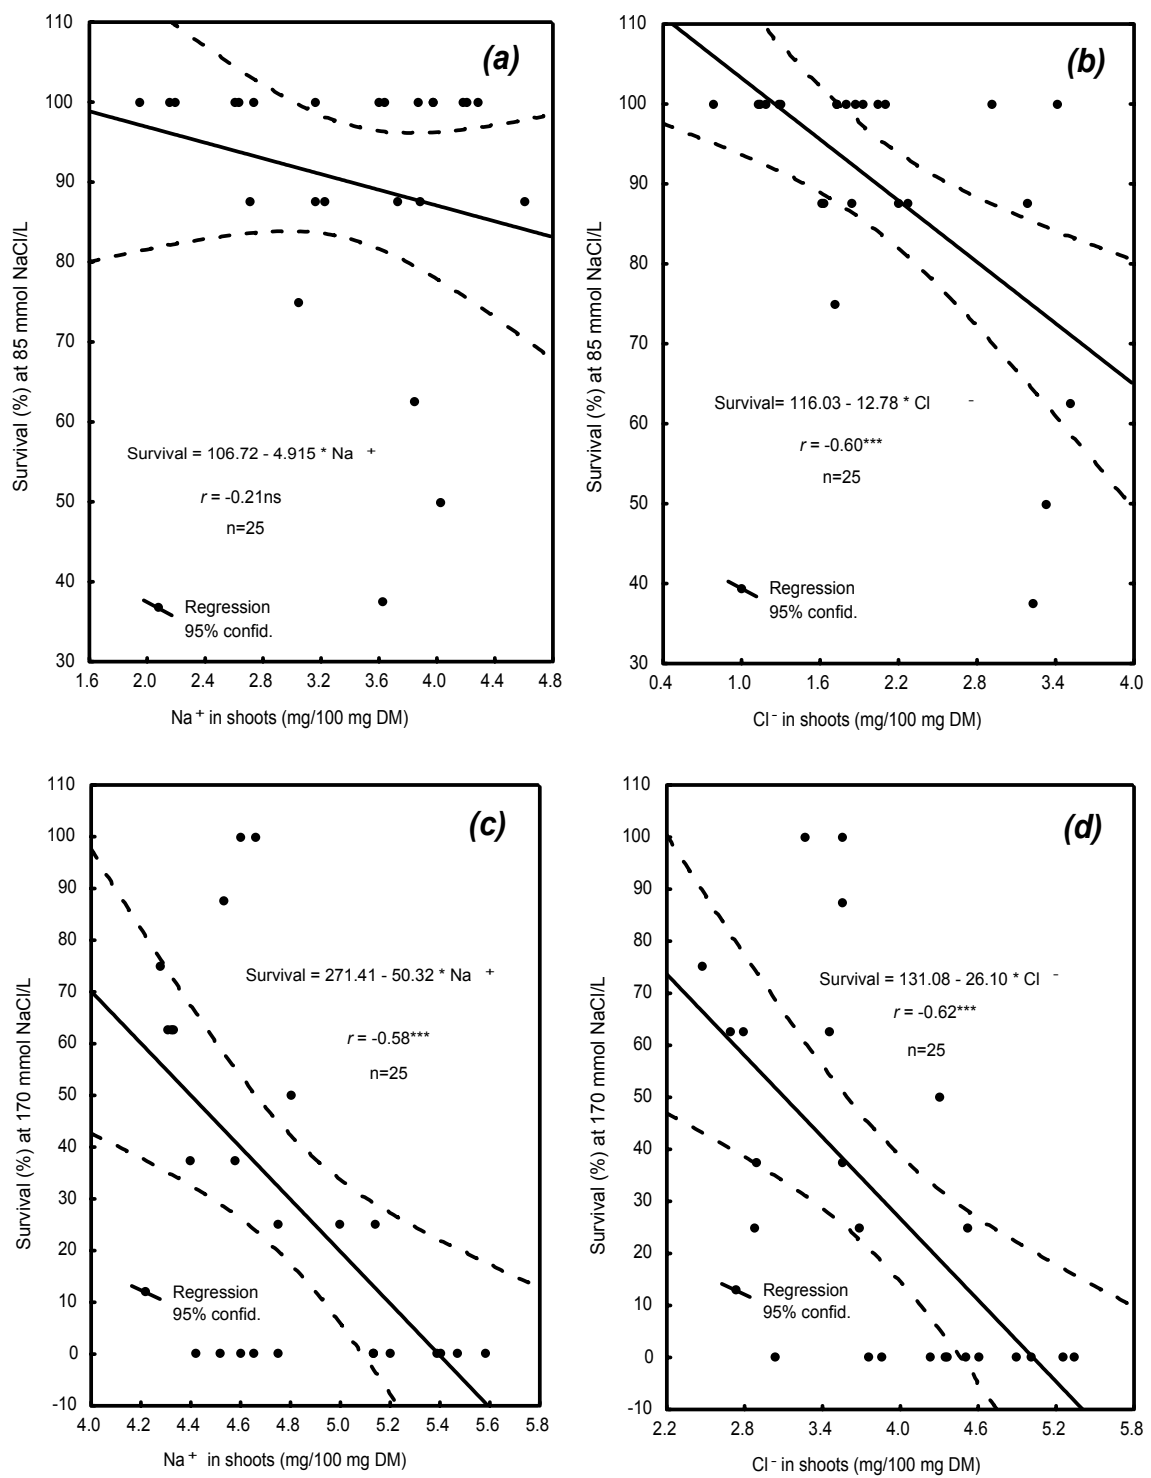 (a)
110
100
90
80
70
60
50
40
30
Survival (%) at 85 mmol NaCl/L
Survival = 106.72 - 4.915 * Na +
r = -0.21ns
n=25
Regression
95% confid.
1.6 2.0 2.4 2.8 3.2 3.6 4.0 4.4 4.8
Na + in shoots (mg/100 mg DM)
(b)
110
100
90
80
70
60
50
40
30
Survival (%) at 85 mmol NaCl/L
Survival= 116.03 - 12.78 * Cl -
r = -0.60***
n=25
Regression
95% confid.
0.4 1.0 1.6 2.2 2.8 3.4 4.0
Cl - in shoots (mg/100 mg DM)
(c)
110
100
90
80
70
60
50
40
30
20
10
0
-10
Survival (%) at 170 mmol NaCl/L
Survival = 271.41 - 50.32 * Na +
r = -0.58***
n=25
Regression
95% confid.
4.0 4.2 4.4 4.6 4.8 5.0 5.2 5.4 5.6 5.8
Na + in shoots (mg/100 mg DM)
(d)
110
100
90
80
70
60
50
40
30
20
10
0
-10
Survival (%) at 170 mmol NaCl/L
Survival = 131.08 - 26.10 * Cl -
r = -0.62***
n=25
Regression
95% confid.
2.2 2.8 3.4 4.0 4.6 5.2 5.8
Cl - in shoots (mg/100 mg DM)